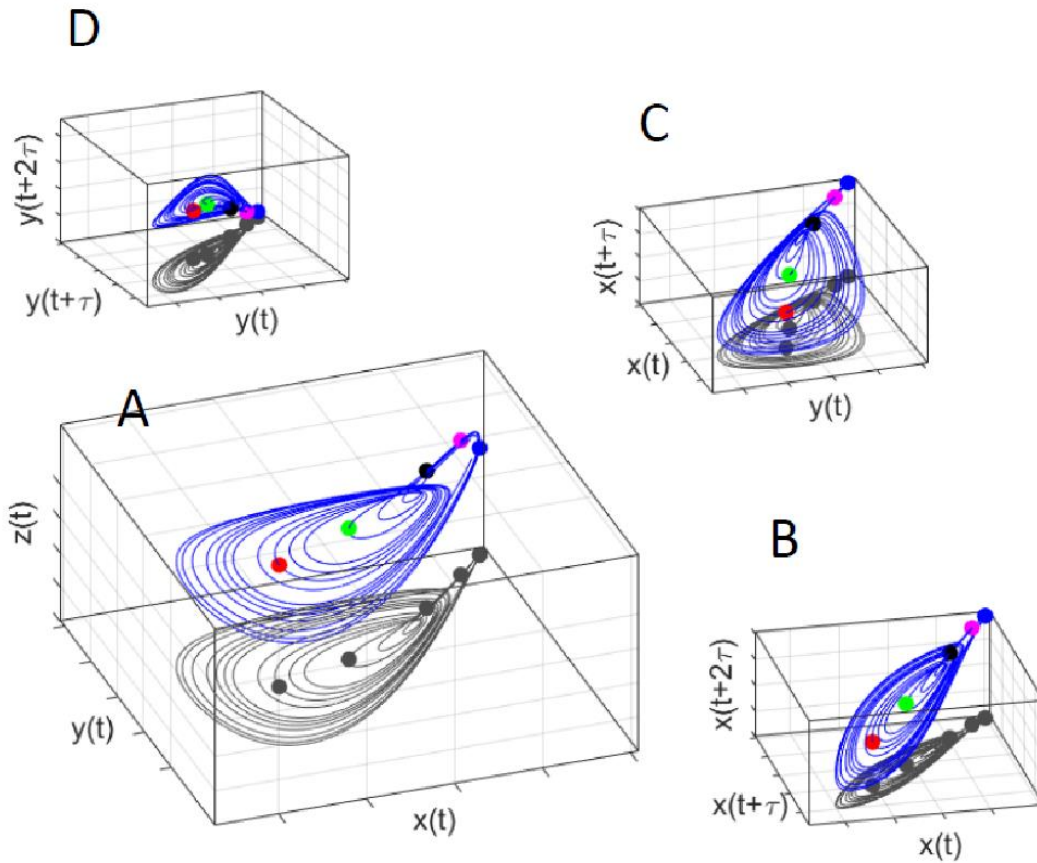 D
y(t+2τ)
y(t+τ)
y(t)
C
x(t+τ)
x(t)
y(t)
A
z(t)
y(t)
x(t)
B
x(t+2τ)
x(t+τ)
x(t)